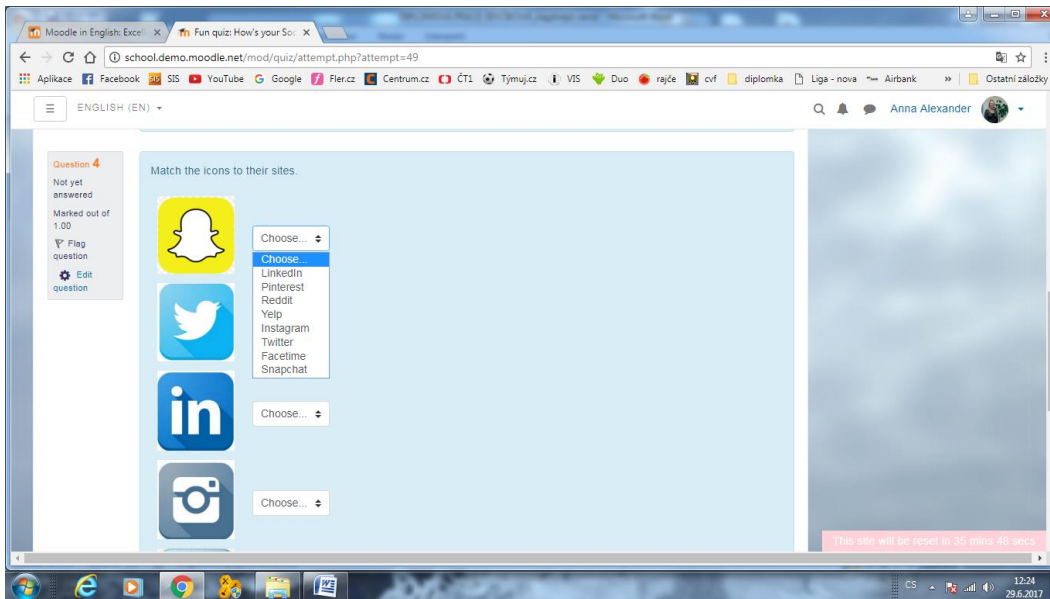 Moodle in English: Excell
Fun quiz: How's your Soc
school.demo.moodle.net/mod/quiz/attempt.php?attempt=49
Aplikace Facebook SIS YouTube Google Fler.cz Centrum.cz ČT1 Týmuj.cz VIS Duo rajče cvf diplomka Liga - nova Airbank » Ostatní záložky
ENGLISH (EN)
Anna Alexander
Question 4
Not yet
answered
Marked out of
1.00
Flag
question
Edit
question
Match the icons to their sites.
Choose...
Choose...
LinkedIn
Pinterest
Reddit
Yelp
Instagram
Twitter
Facetime
Snapchat
in
Choose...
Choose...
This site will be reset in 35 mins 48 secs
CS
12:24
29.6.2017